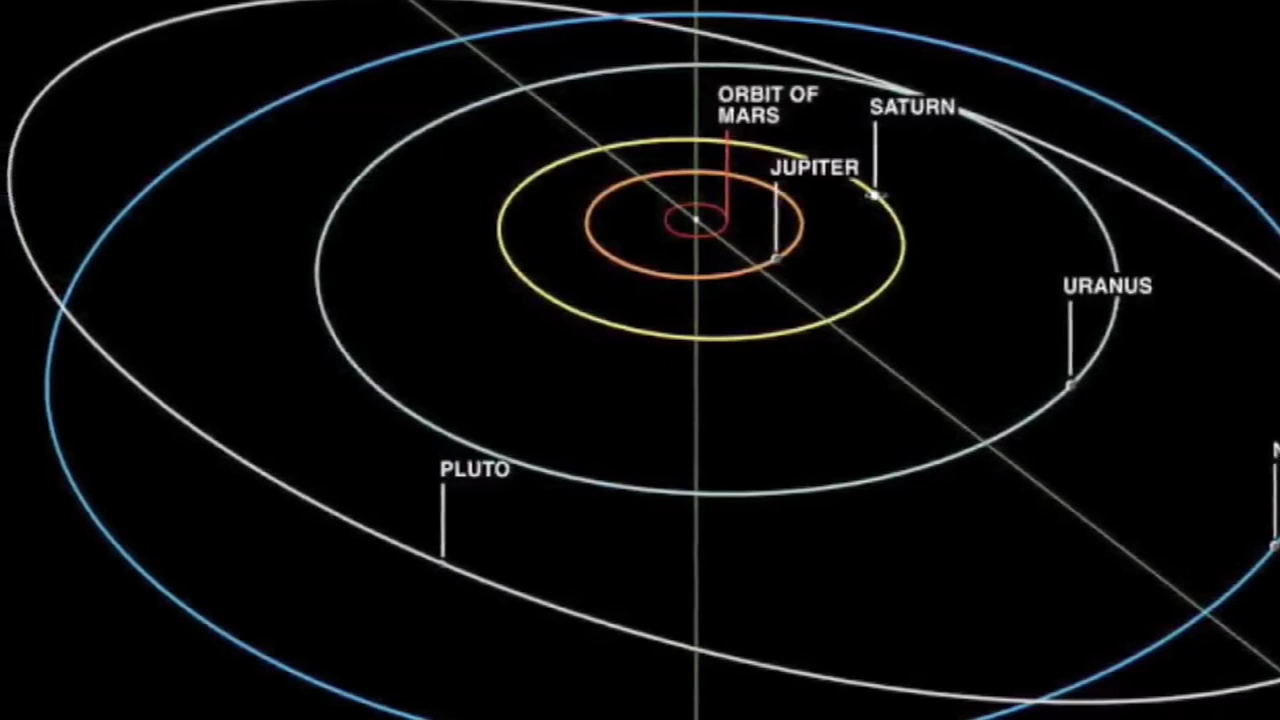 ORBIT OF
MARS
SATURN
JUPITER
URANUS
N
PLUTO